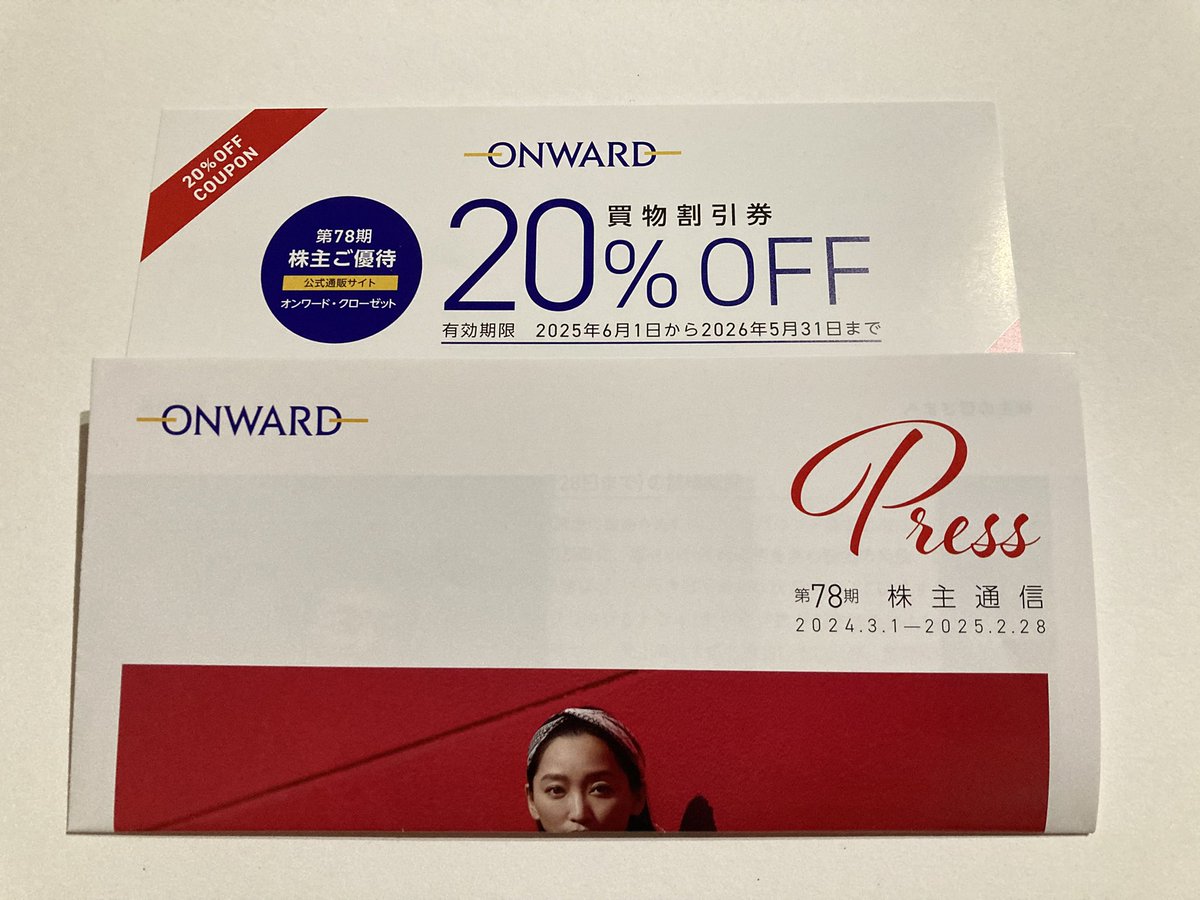 20%OFF
COUPON
ONWARD
第78期
株主ご優待
公式通販サイト
オンワード・クローゼット
買物割引券
20% OFF
有効期限 2025年6月1日から2026年5月31日まで
ONWARD
Press
第78期 株主通信
2024.3.1—2025.2.28